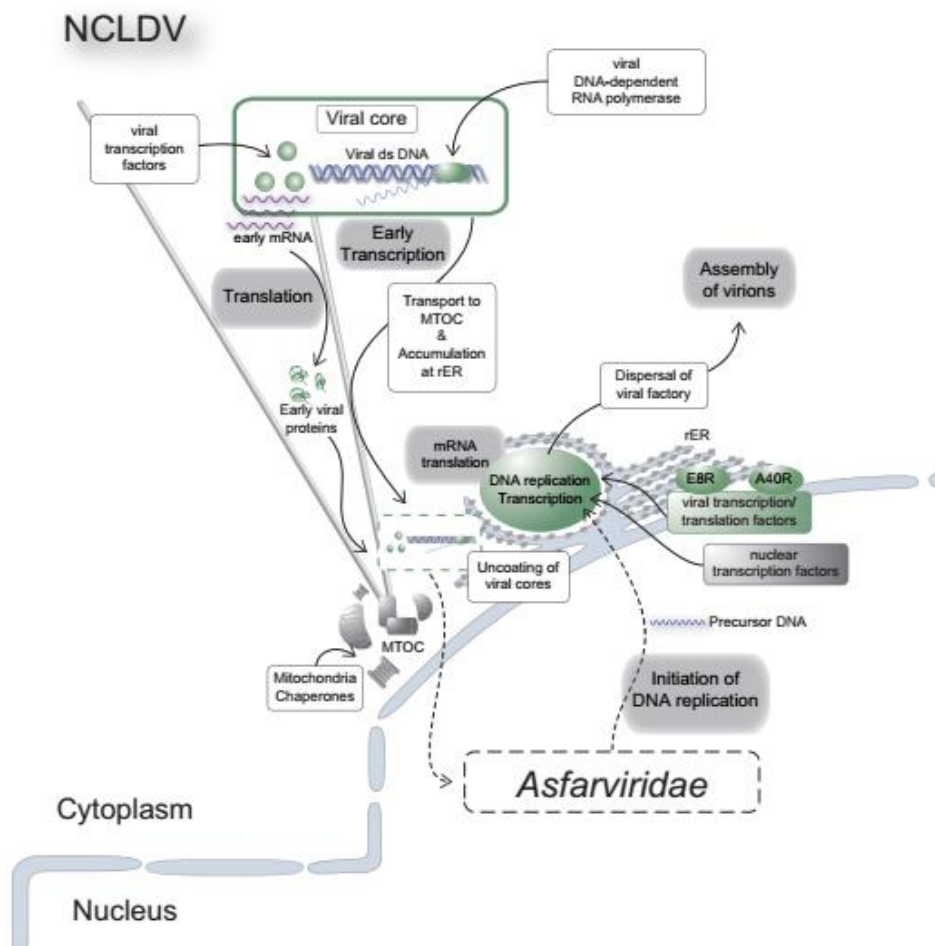 NCLDV
viral
DNA-dependent
RNA polymerase
Viral core
viral
transcription
factors
Viral ds DNA
early mRNA
Early
Transcription
Translation
Transport to
MTOC
&
Accumulation
at rER
Assembly
of virions
Dispersal of
viral factory
Early viral
proteins
mRNA
translation
rER
DNA replication
Transcription
E8R
A40R
viral transcription/
translation factors
nuclear
transcription factors
Uncoating of
viral cores
Precursor DNA
MTOC
Mitochondria
Chaperones
Initiation of
DNA replication
Asfarviridae
Cytoplasm
Nucleus